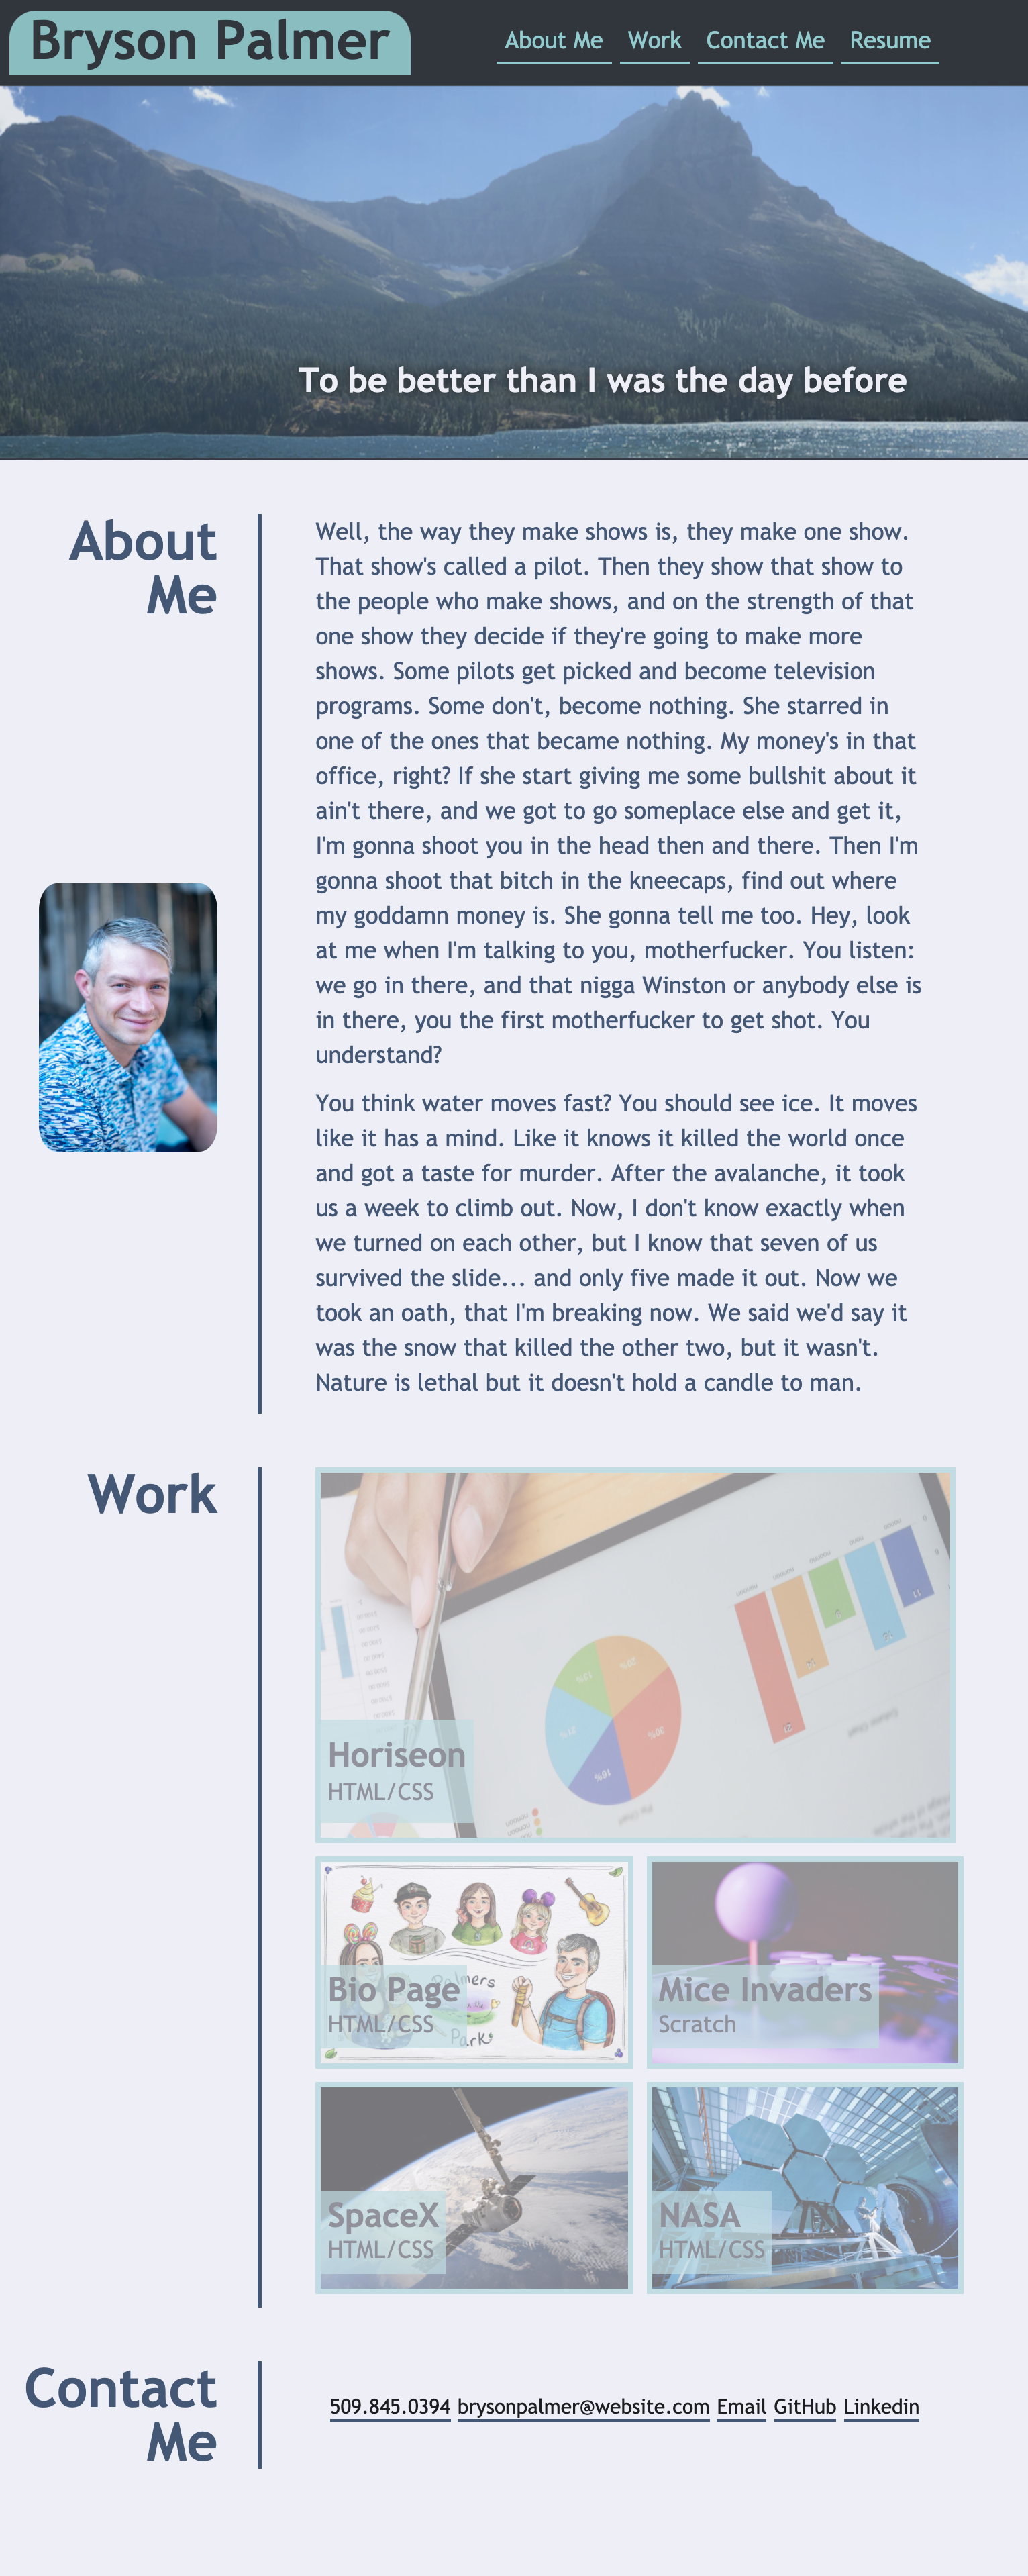 Bryson Palmer
About Me Work Contact Me Resume
To be better than I was the day before
About
Me
Well, the way they make shows is, they make one show.
That show's called a pilot. Then they show that show to
the people who make shows, and on the strength of that
one show they decide if they're going to make more
shows. Some pilots get picked and become television
programs. Some don't, become nothing. She starred in
one of the ones that became nothing. My money's in that
office, right? If she start giving me some bullshit about it
ain't there, and we got to go someplace else and get it,
I'm gonna shoot you in the head then and there. Then I'm
gonna shoot that bitch in the kneecaps, find out where
my goddamn money is. She gonna tell me too. Hey, look
at me when I'm talking to you, motherfucker. You listen:
we go in there, and that nigga Winston or anybody else is
in there, you the first motherfucker to get shot. You
understand?
You think water moves fast? You should see ice. It moves
like it has a mind. Like it knows it killed the world once
and got a taste for murder. After the avalanche, it took
us a week to climb out. Now, I don't know exactly when
we turned on each other, but I know that seven of us
survived the slide... and only five made it out. Now we
took an oath, that I'm breaking now. We said we'd say it
was the snow that killed the other two, but it wasn't.
Nature is lethal but it doesn't hold a candle to man.
Work
Horiseon
HTML/CSS
Bio Page
HTML/CSS
Park
Mice Invaders
Scratch
SpaceX
HTML/CSS
NASA
HTML/CSS
Contact
Me
509.845.0394 brysonpalmer@website.com Email GitHub Linkedin